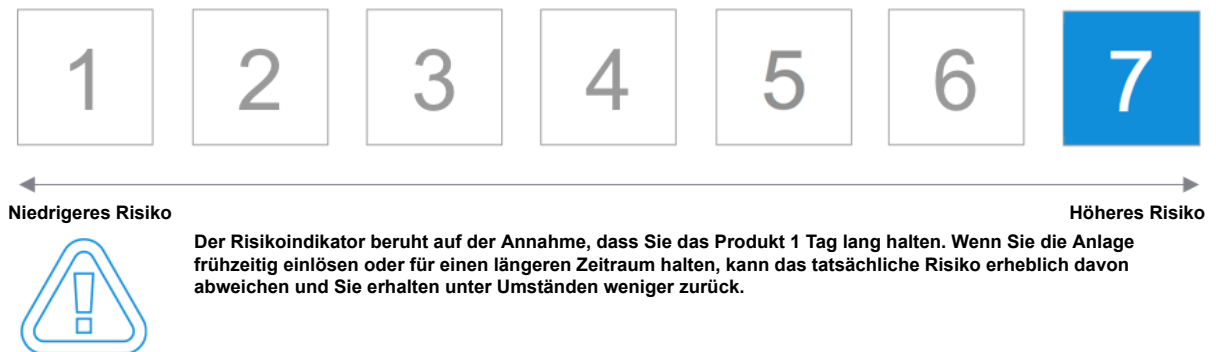 1 2 3 4 5 6 7
Niedrigeres Risiko Höheres Risiko
Der Risikoindikator beruht auf der Annahme, dass Sie das Produkt 1 Tag lang halten. Wenn Sie die Anlage
frühzeitig einlösen oder für einen längeren Zeitraum halten, kann das tatsächliche Risiko erheblich davon
abweichen und Sie erhalten unter Umständen weniger zurück.